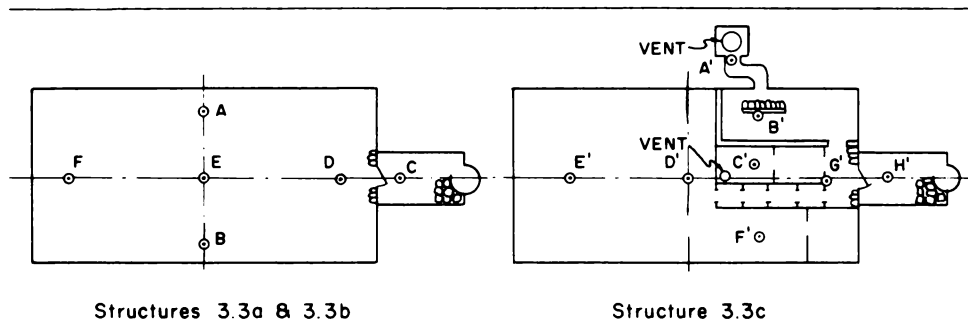 VENT
A'
A
B'
VENT
F
E
D
C
E'
D'
C'
G'
H'
B
F'
Structures 3.3a & 3.3b
Structure 3.3c